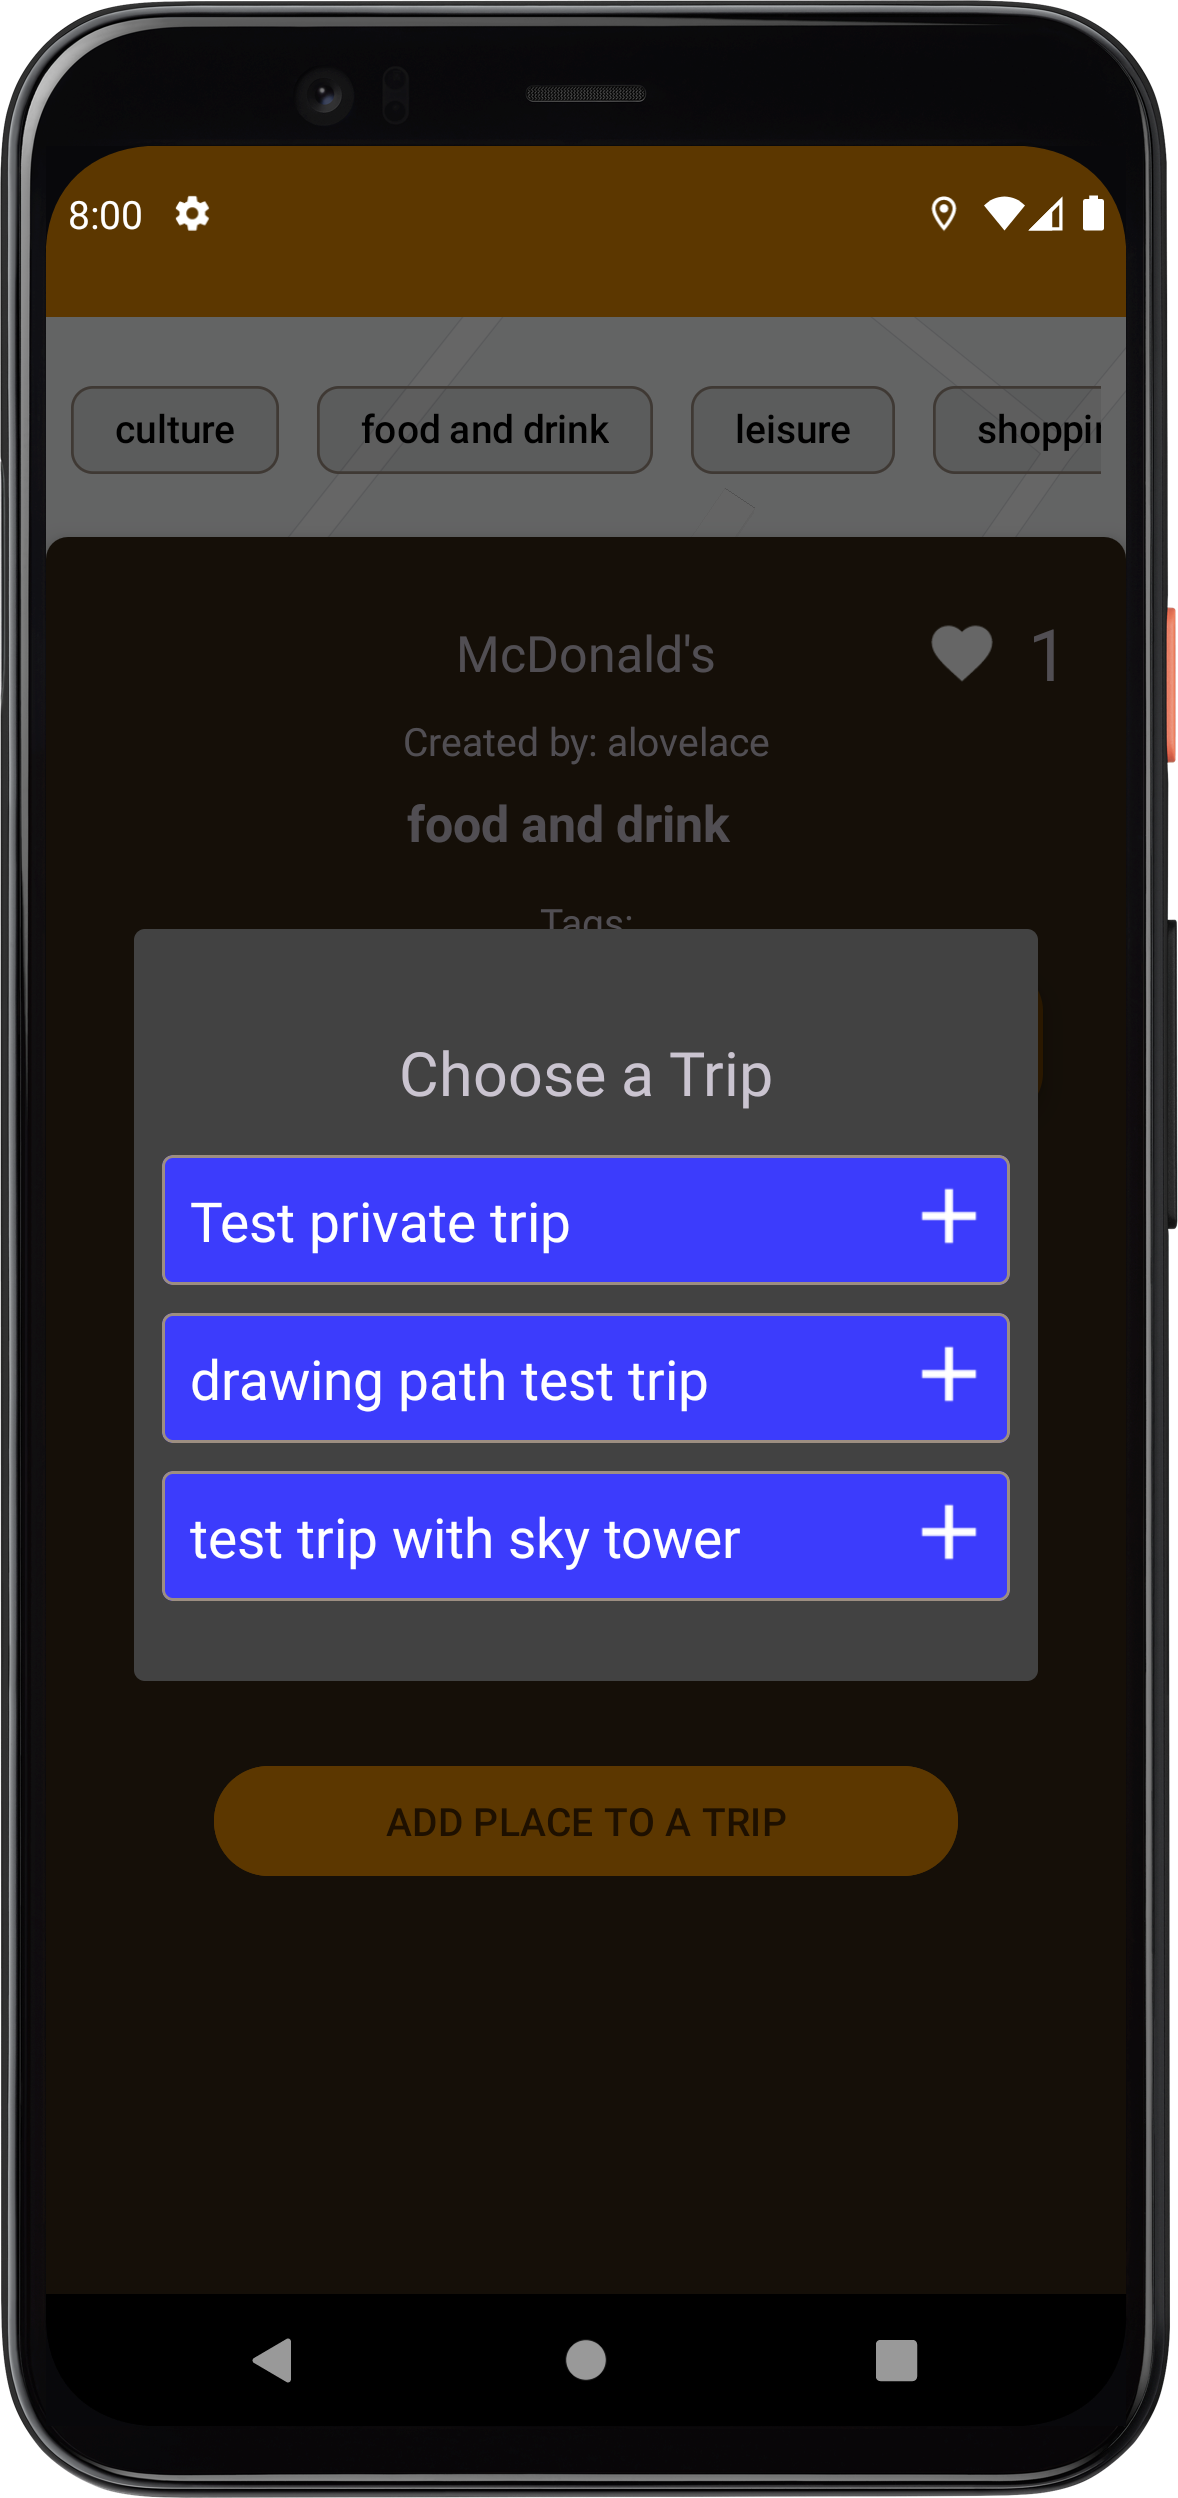 8:00
culture food and drink leisure
McDonald's 1
Created by: alovelace
food and drink
Tags:
Choose a Trip
Test private trip
drawing path test trip
test trip with sky tower
ADD PLACE TO A TRIP